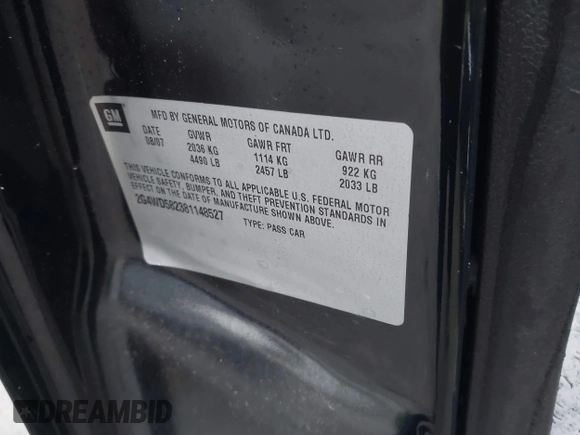 GM
MFD BY GENERAL MOTORS OF CANADA LTD.
DATE GVWR GAWR FRT GAWR RR
08/07 2036 KG 1114 KG 922 KG
4490 LB 2457 LB 2033 LB
THIS VEHICLE CONFORMS TO ALL APPLICABLE U.S. FEDERAL MOTOR
VEHICLE SAFETY, BUMPER, AND THEFT PREVENTION STANDARDS IN
EFFECT ON THE DATE OF MANUFACTURE SHOWN ABOVE.
2G4WD582381148527
TYPE: PASS CAR
DREAMBID